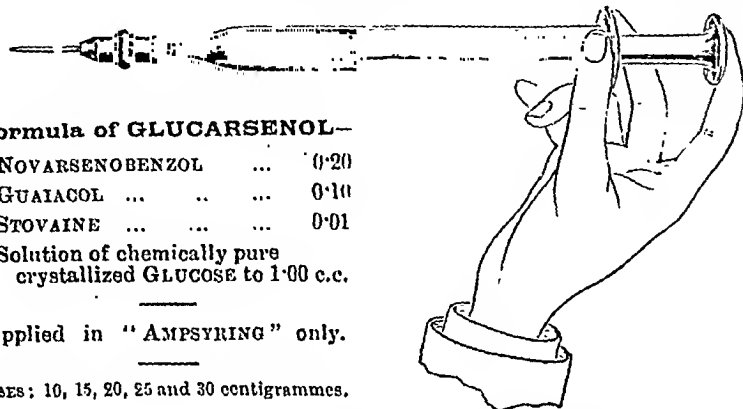 ormula of GLUCARSENOL—
NOVARSENOBENZOL ... 0·20
GUAIACOL ... .. ... 0·10
STOVAINE ... ... ... 0·01
Solution of chemically pure
crystallized GLUCOSE to 1·00 c.c.
pplied in "AMPSYRING" only.
SES: 10, 15, 20, 25 and 30 centigrammes.